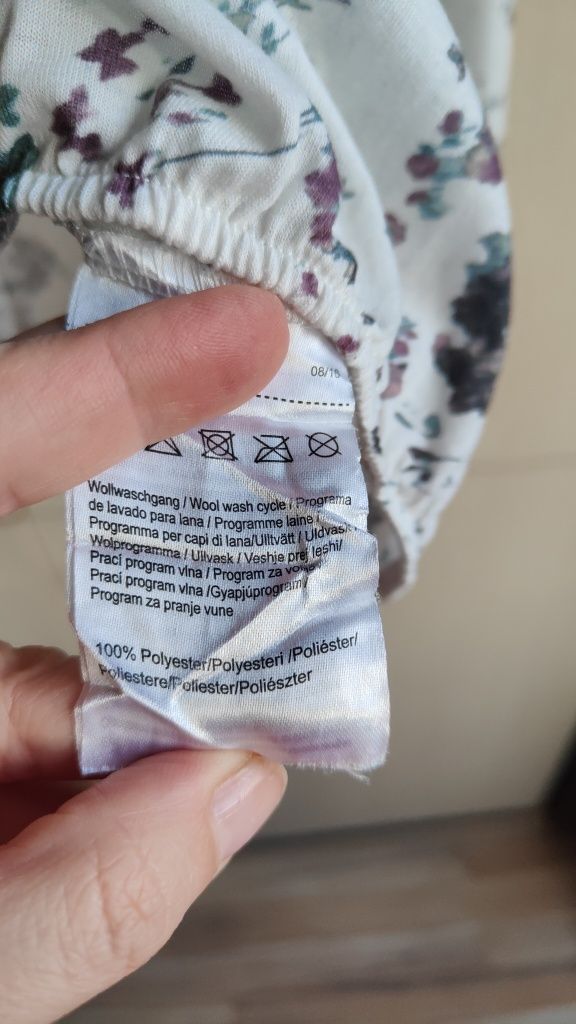 08/16
Wollwaschgang / Wool wash cycle / Programa
de lavado para lana / Programme laine /
Programma per capi di lana/Ulltvätt / Uldvask
Wolprogramma / Ullvask / Veshje prej leshi/
Prací program vlna / Program za
Prací program vlna /Gyapjúprogram/
Program za pranje vune
100% Polyester/Polyesteri /Poliéster/
Poliestere/Poliester/Poliészter